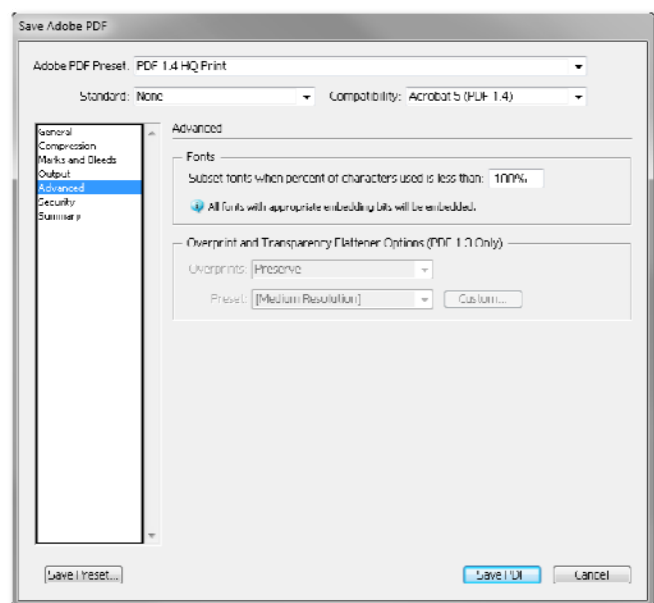 Save Adobe PDF
Adobe PDF Preset: PDF 1.4 HQ Print
Standard: None Compatibility: Acrobat 5 (PDF 1.4)
General
Compression
Marks and Bleeds
Output
Advanced
Security
Summary
Advanced
Fonts
Subset fonts when percent of characters used is less than: 100%
All fonts with appropriate embedding bits will be embedded.
Overprint and Transparency Flattener Options (PDF 1.3 Only)
Overprints: Preserve
Preset: [Medium Resolution] Custom...
Save Preset... Save PDF Cancel